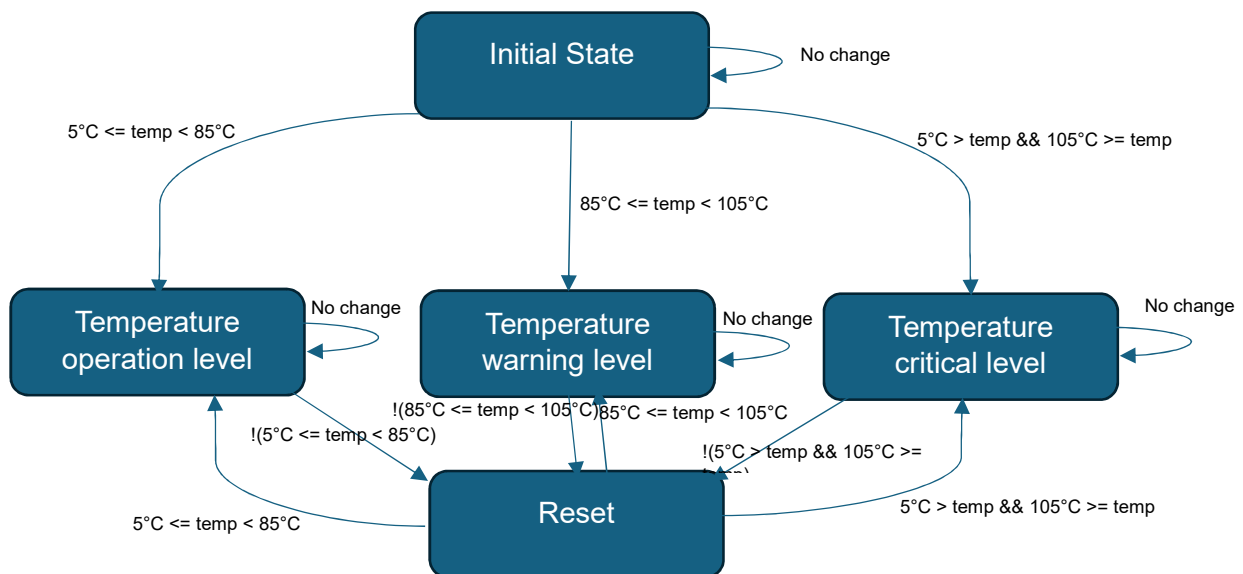 Initial State
No change
5°C <= temp < 85°C
5°C > temp && 105°C >= temp
85°C <= temp < 105°C
Temperature
operation level
No change
Temperature
warning level
No change
Temperature
critical level
No change
!(85°C <= temp < 105°C)
85°C <= temp < 105°C
!(5°C <= temp < 85°C)
!(5°C > temp && 105°C >=
temp)
Reset
5°C <= temp < 85°C
5°C > temp && 105°C >= temp